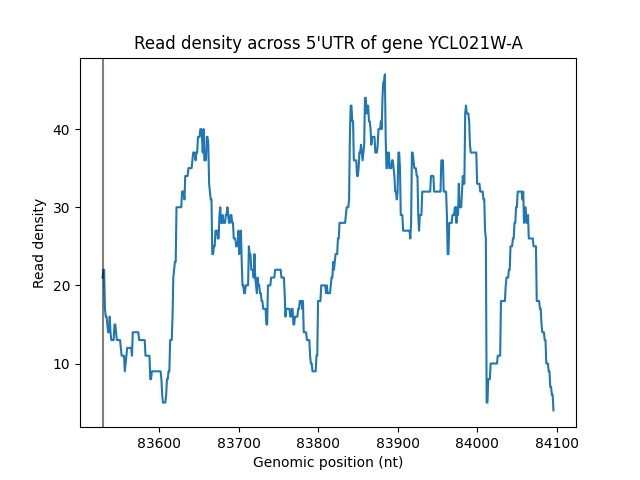 Read density across 5'UTR of gene YCL021W-A
Read density
40
30
20
10
83600 83700 83800 83900 84000 84100
Genomic position (nt)